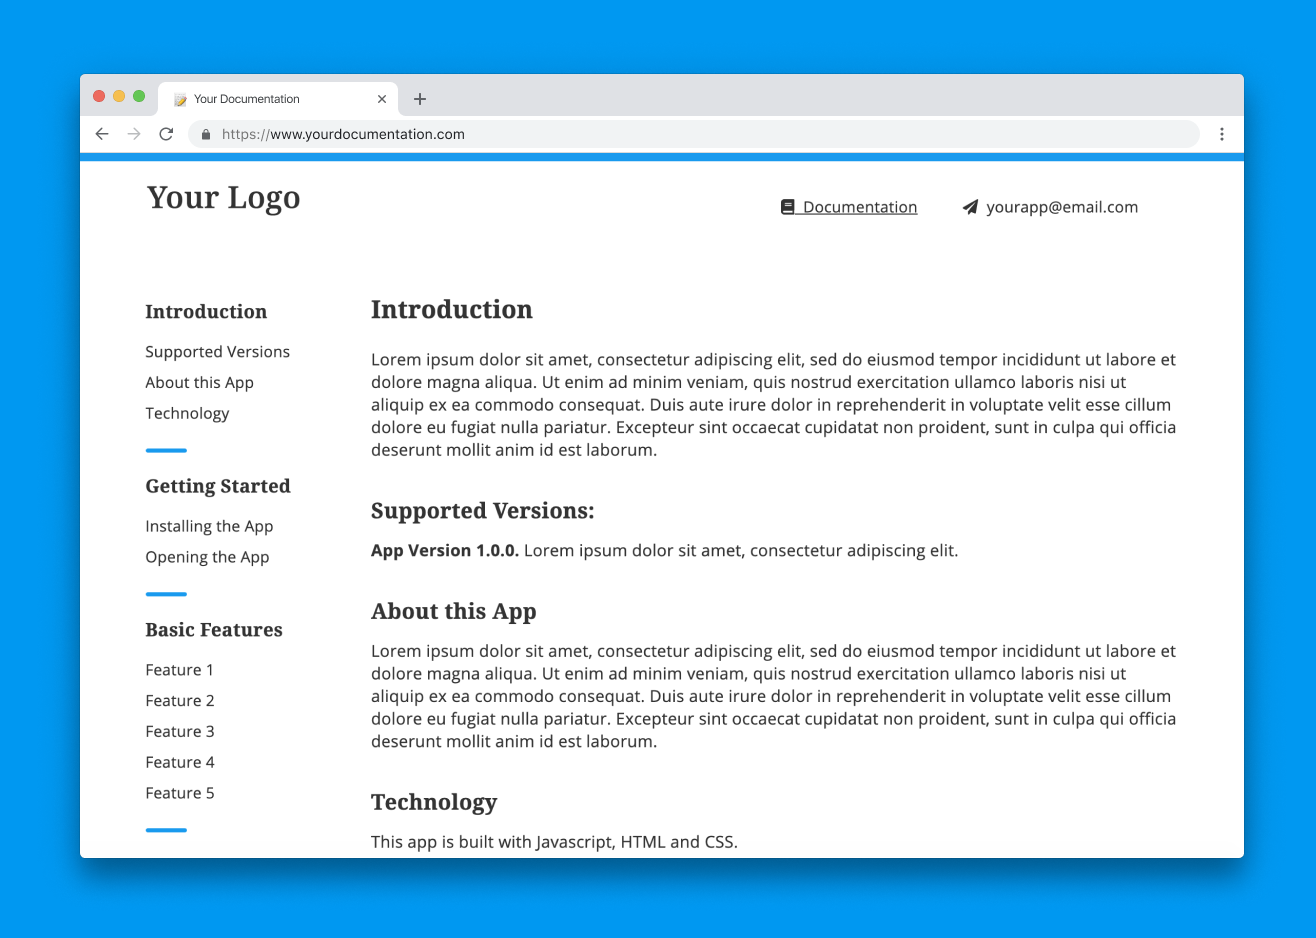 Your Documentation
https://www.yourdocumentation.com
Your Logo
Documentation
yourapp@email.com
Introduction
Supported Versions
About this App
Technology
Getting Started
Installing the App
Opening the App
Basic Features
Feature 1
Feature 2
Feature 3
Feature 4
Feature 5
Introduction
Lorem ipsum dolor sit amet, consectetur adipiscing elit, sed do eiusmod tempor incididunt ut labore et
dolore magna aliqua. Ut enim ad minim veniam, quis nostrud exercitation ullamco laboris nisi ut
aliquip ex ea commodo consequat. Duis aute irure dolor in reprehenderit in voluptate velit esse cillum
dolore eu fugiat nulla pariatur. Excepteur sint occaecat cupidatat non proident, sunt in culpa qui officia
deserunt mollit anim id est laborum.
Supported Versions:
App Version 1.0.0. Lorem ipsum dolor sit amet, consectetur adipiscing elit.
About this App
Lorem ipsum dolor sit amet, consectetur adipiscing elit, sed do eiusmod tempor incididunt ut labore et
dolore magna aliqua. Ut enim ad minim veniam, quis nostrud exercitation ullamco laboris nisi ut
aliquip ex ea commodo consequat. Duis aute irure dolor in reprehenderit in voluptate velit esse cillum
dolore eu fugiat nulla pariatur. Excepteur sint occaecat cupidatat non proident, sunt in culpa qui officia
deserunt mollit anim id est laborum.
Technology
This app is built with Javascript, HTML and CSS.